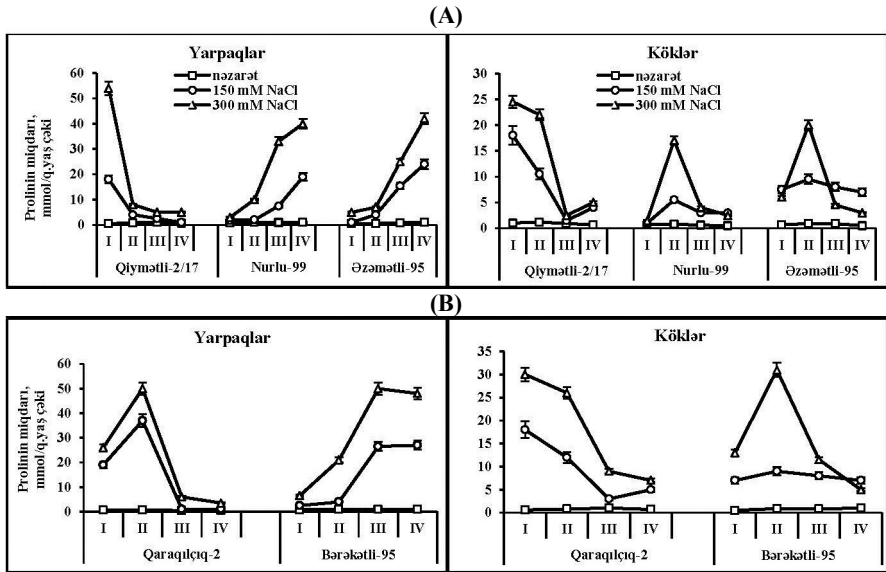 (A)
Yarpaqlar
nəzarət
150 mM NaCl
300 mM NaCl
Prolinin miqdarı,
mmol/q.yaş çəki
60
50
40
30
20
10
0
I II III IV I II III IV I II III IV
Qiymətli-2/17 Nurlu-99 Əzəmətli-95
Köklər
nəzarət
150 mM NaCl
300 mM NaCl
30
25
20
15
10
5
0
I II III IV I II III IV I II III IV
Qiymətli-2/17 Nurlu-99 Əzəmətli-95
(B)
Yarpaqlar
Prolinin miqdarı,
mmol/q.yaş çəki
60
50
40
30
20
10
0
I II III IV I II III IV
Qaraqılçıq-2 Bərəkətli-95
Köklər
35
30
25
20
15
10
5
0
I II III IV I II III IV
Qaraqılçıq-2 Bərəkətli-95